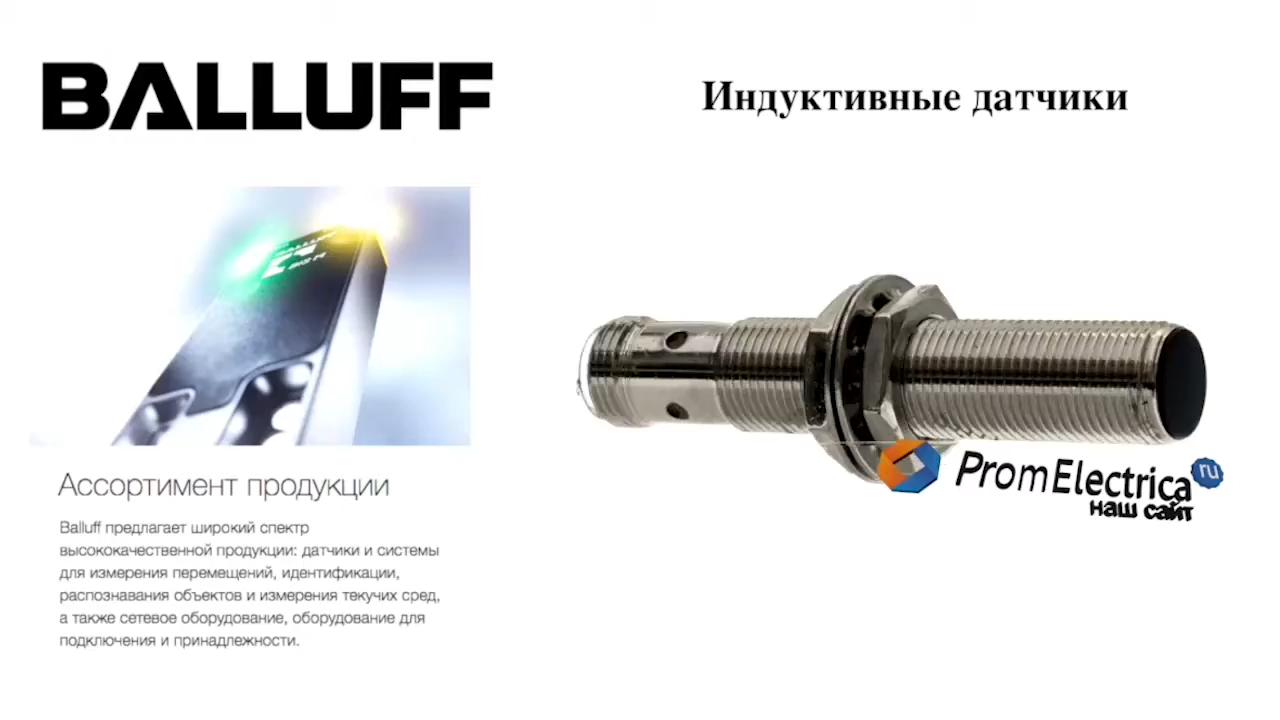 BALLUFF
Индуктивные датчики
BALLUFF
Ассортимент продукции
Balluff предлагает широкий спектр
высококачественной продукции: датчики и системы
для измерения перемещений, идентификации,
распознавания объектов и измерения текучих сред,
а также сетевое оборудование, оборудование для
подключения и принадлежности.
PromElectrica ru
наш сайт